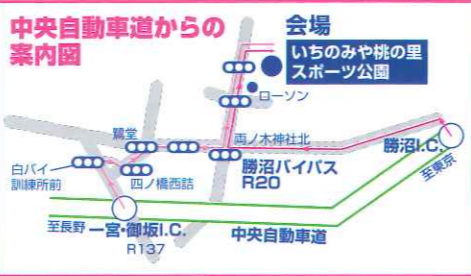 中央自動車道からの
案内図
会場
いちのみや桃の里
スポーツ公園
ローソン
鷺堂
両ノ木神社北
勝沼I.C.
至東京
白バイ
訓練所前
四ノ橋西詰
勝沼バイパス
R20
至長野
一宮・御坂I.C.
R137
中央自動車道